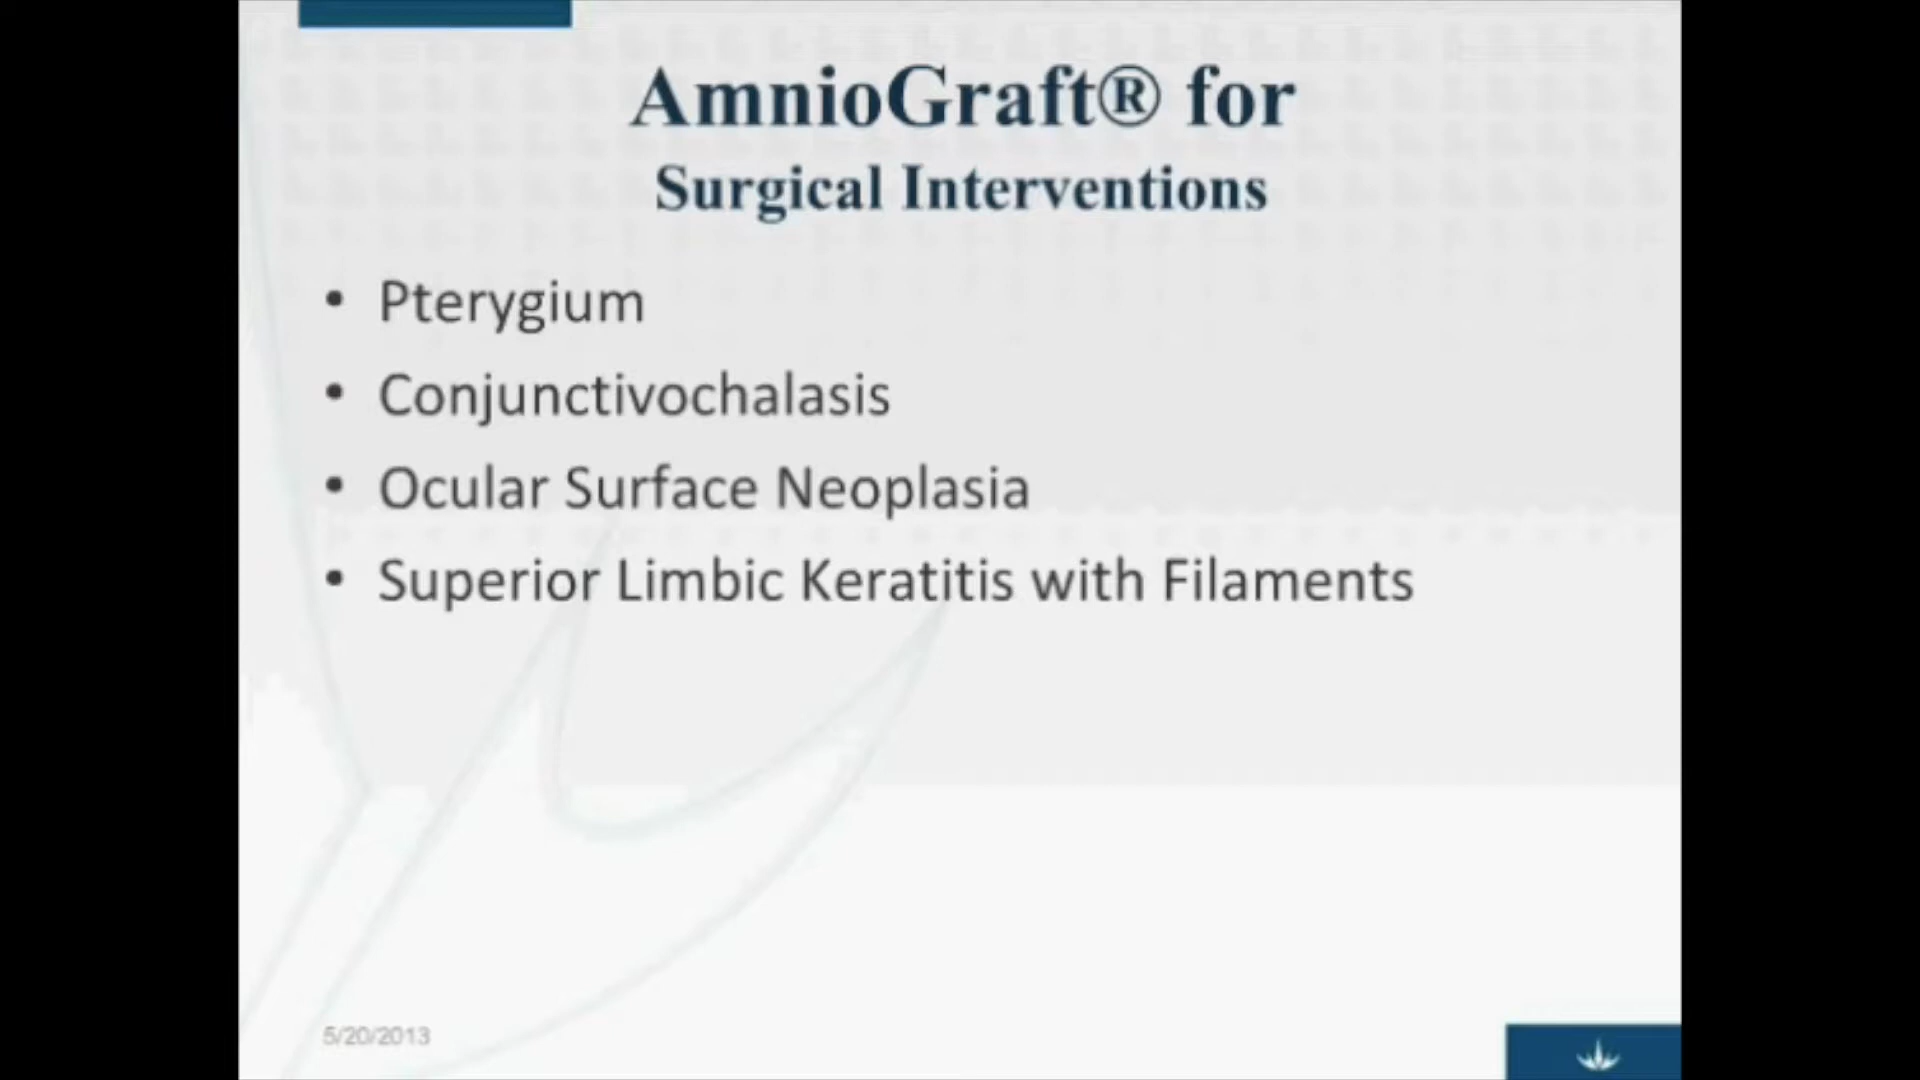 AmnioGraft® for
Surgical Interventions
• Pterygium
• Conjunctivochalasis
• Ocular Surface Neoplasia
• Superior Limbic Keratitis with Filaments
5/20/2013